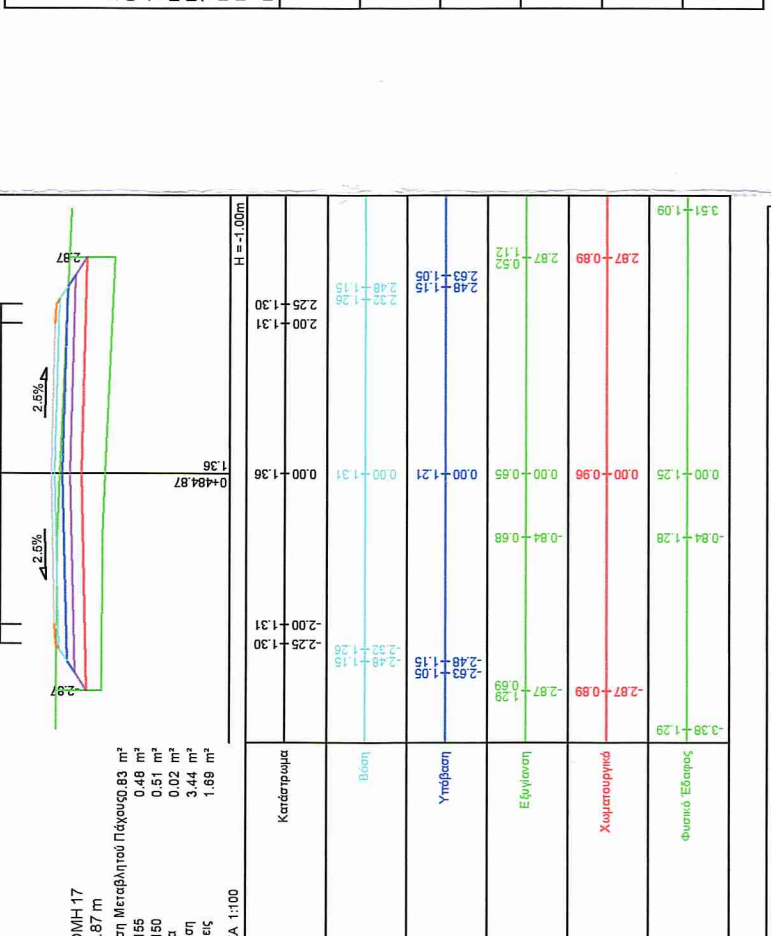 ΟΜΗ 17
.87 m
ση Μεταβλητού Πάχους0.83 m²
155 0.48 m²
150 0.51 m²
α 0.02 m²
ση 3.44 m²
εις 1.69 m²
Α 1:100
2.5% 2.5%
-2.87 2.87
0+484.87
1.36
H = -1.00m
Κατάστρωμα
-2.25 1.30
-2.00 1.31
0.00 1.36
2.00 1.31
2.25 1.30
Βάση
-2.48 1.15
-2.32 1.26
0.00 1.31
2.32 1.26
2.48 1.15
Υπόβαση
-2.63 1.05
-2.48 1.15
0.00 1.21
2.48 1.15
2.63 1.05
Εξυγίανση
-2.87 1.29 0.69
-0.84 0.68
0.00 0.65
2.87 0.52 1.12
Χωματουργικό
-2.87 0.89
0.00 0.96
2.87 0.89
Φυσικό Έδαφος
-3.38 1.29
-0.84 1.28
0.00 1.25
3.51 1.09